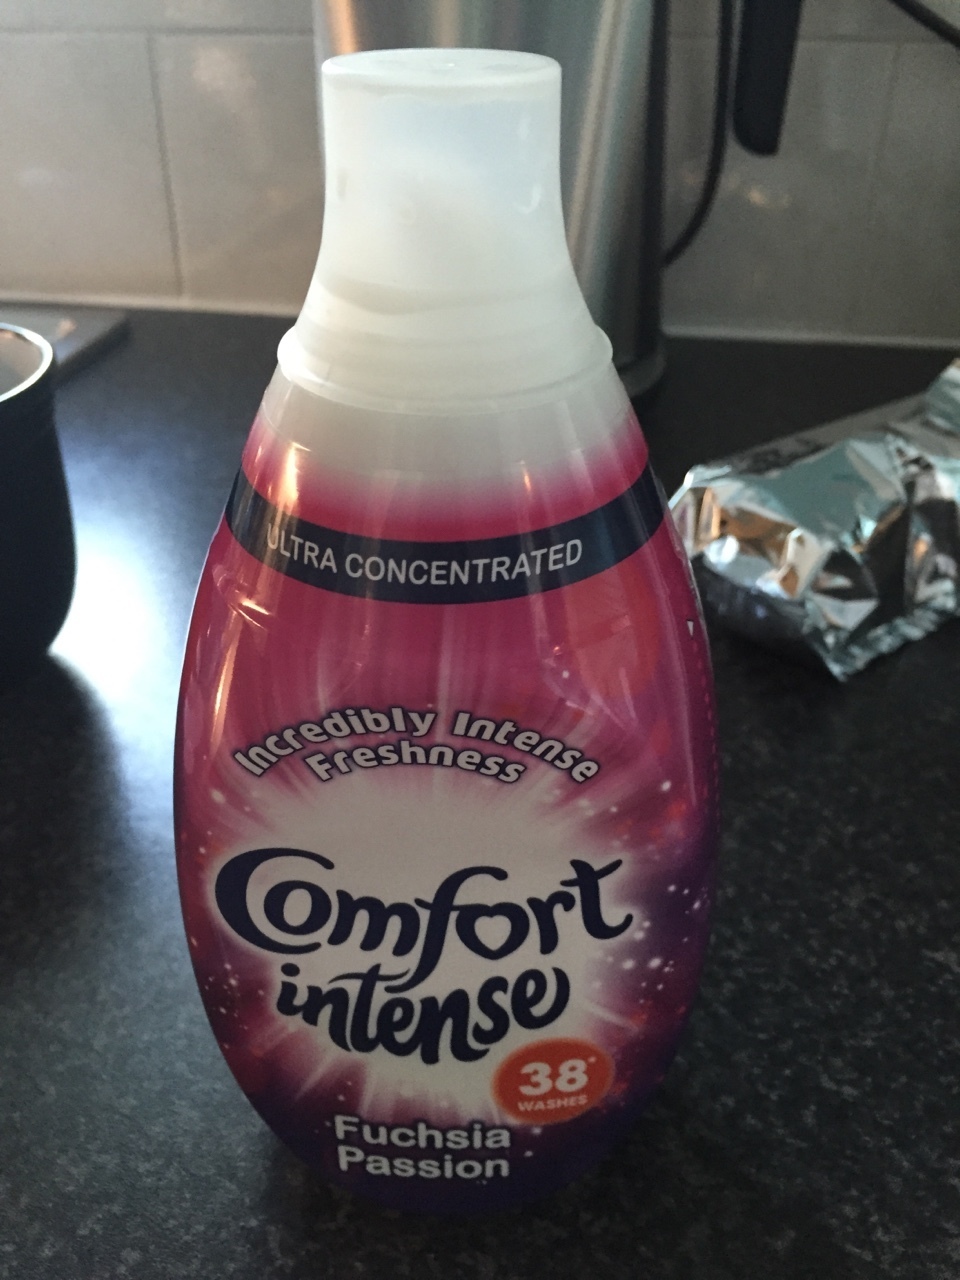 ULTRA CONCENTRATED
Incredibly Intense
Freshness
Comfort
intense
38*
WASHES
Fuchsia
Passion